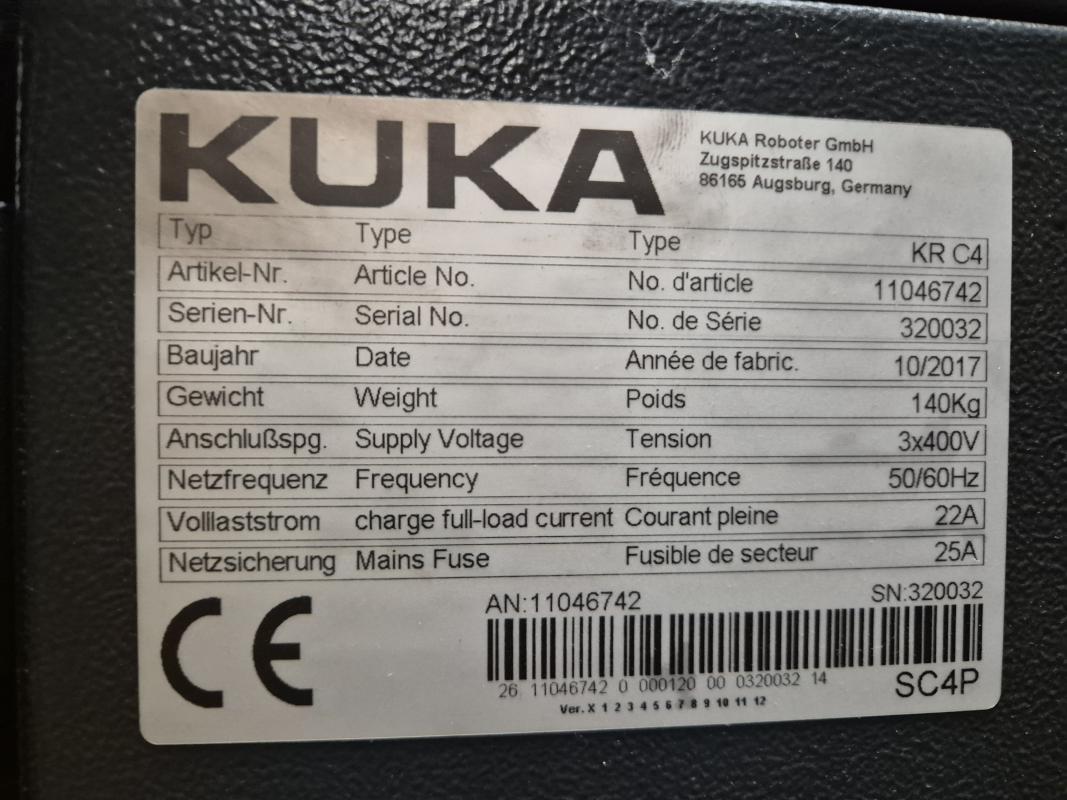 KUKA
KUKA Roboter GmbH
Zugspitzstraße 140
86165 Augsburg, Germany
Typ Type Type KR C4
Artikel-Nr. Article No. No. d'article 11046742
Serien-Nr. Serial No. No. de Série 320032
Baujahr Date Année de fabric. 10/2017
Gewicht Weight Poids 140Kg
Anschlußspg. Supply Voltage Tension 3x400V
Netzfrequenz Frequency Fréquence 50/60Hz
Volllaststrom charge full-load current Courant pleine 22A
Netzsicherung Mains Fuse Fusible de secteur 25A
CE
AN:11046742 SN:320032
26 11046742 0 000120 00 0320032 14
SC4P
Ver. X 1 2 3 4 5 6 7 8 9 10 11 12